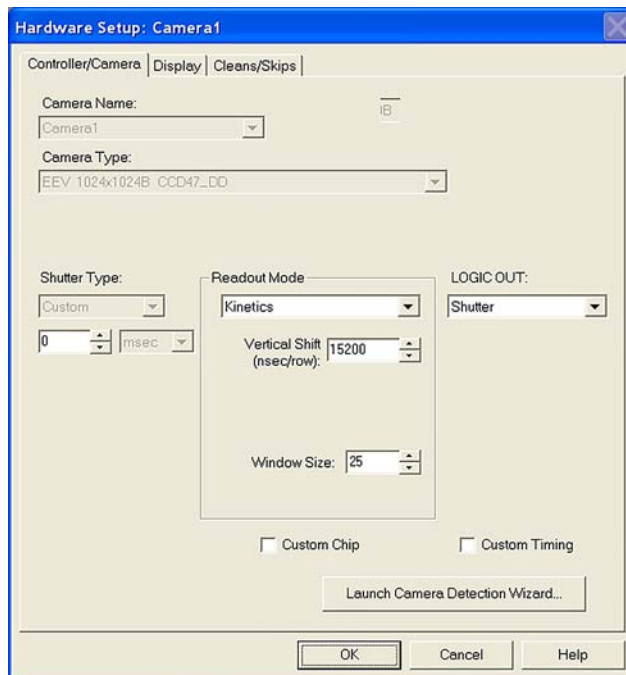 Hardware Setup: Camera1
Controller/Camera Display Cleans/Skips
Camera Name:
Camera1
Camera Type:
EEV 1024x1024B CCD47_DD
Shutter Type:
Custom
0 msec
Readout Mode
Kinetics
Vertical Shift
(nsec/row): 15200
Window Size: 25
LOGIC OUT:
Shutter
Custom Chip Custom Timing
Launch Camera Detection Wizard...
OK Cancel Help